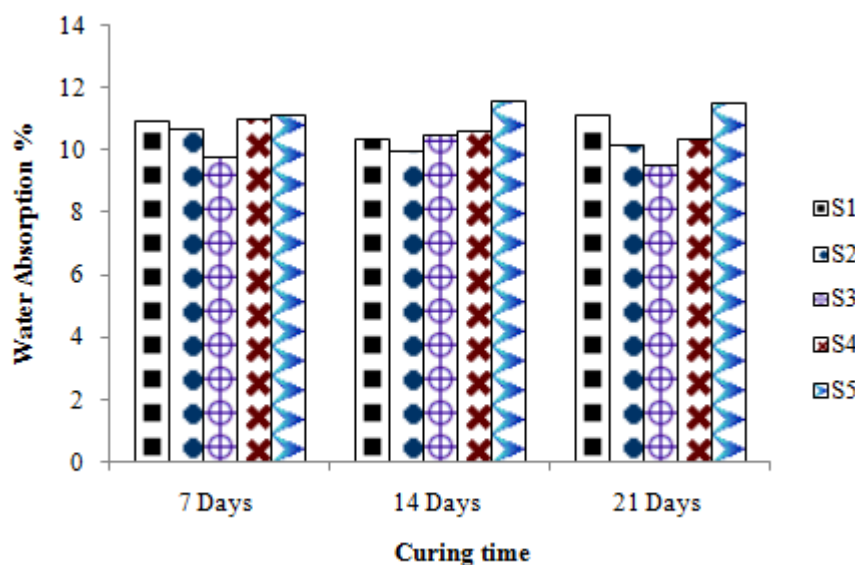 Water Absorption %
14
12
10
8
6
4
2
0
7 Days
14 Days
21 Days
Curing time
S1
S2
S3
S4
S5